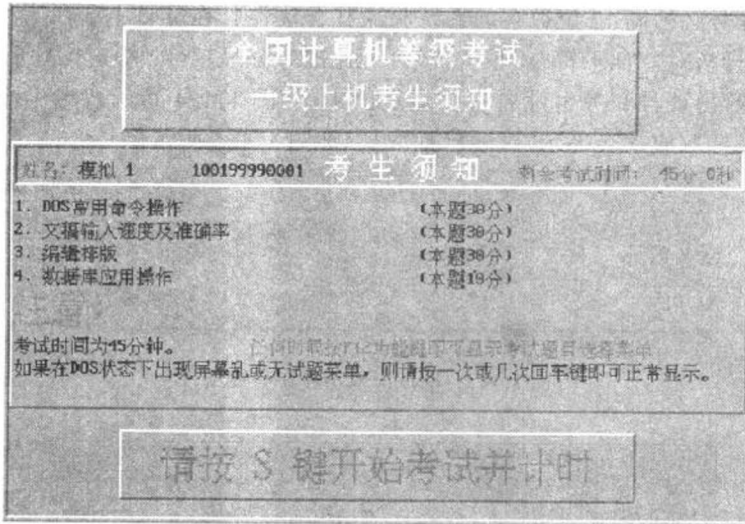 全国计算机等级考试
一级上机考生须知
姓名: 模拟 1 100199990001 考生须知 剩余考试时间: 45分 0秒
1. DOS常用命令操作 (本题30分)
2. 文稿输入速度及准确率 (本题30分)
3. 编辑排版 (本题30分)
4. 数据库应用操作 (本题10分)
考试时间为45分钟。
如果在DOS状态下出现屏幕乱或无试题菜单，则请按一次或几次回车键即可正常显示。
请按 S 键开始考试并计时